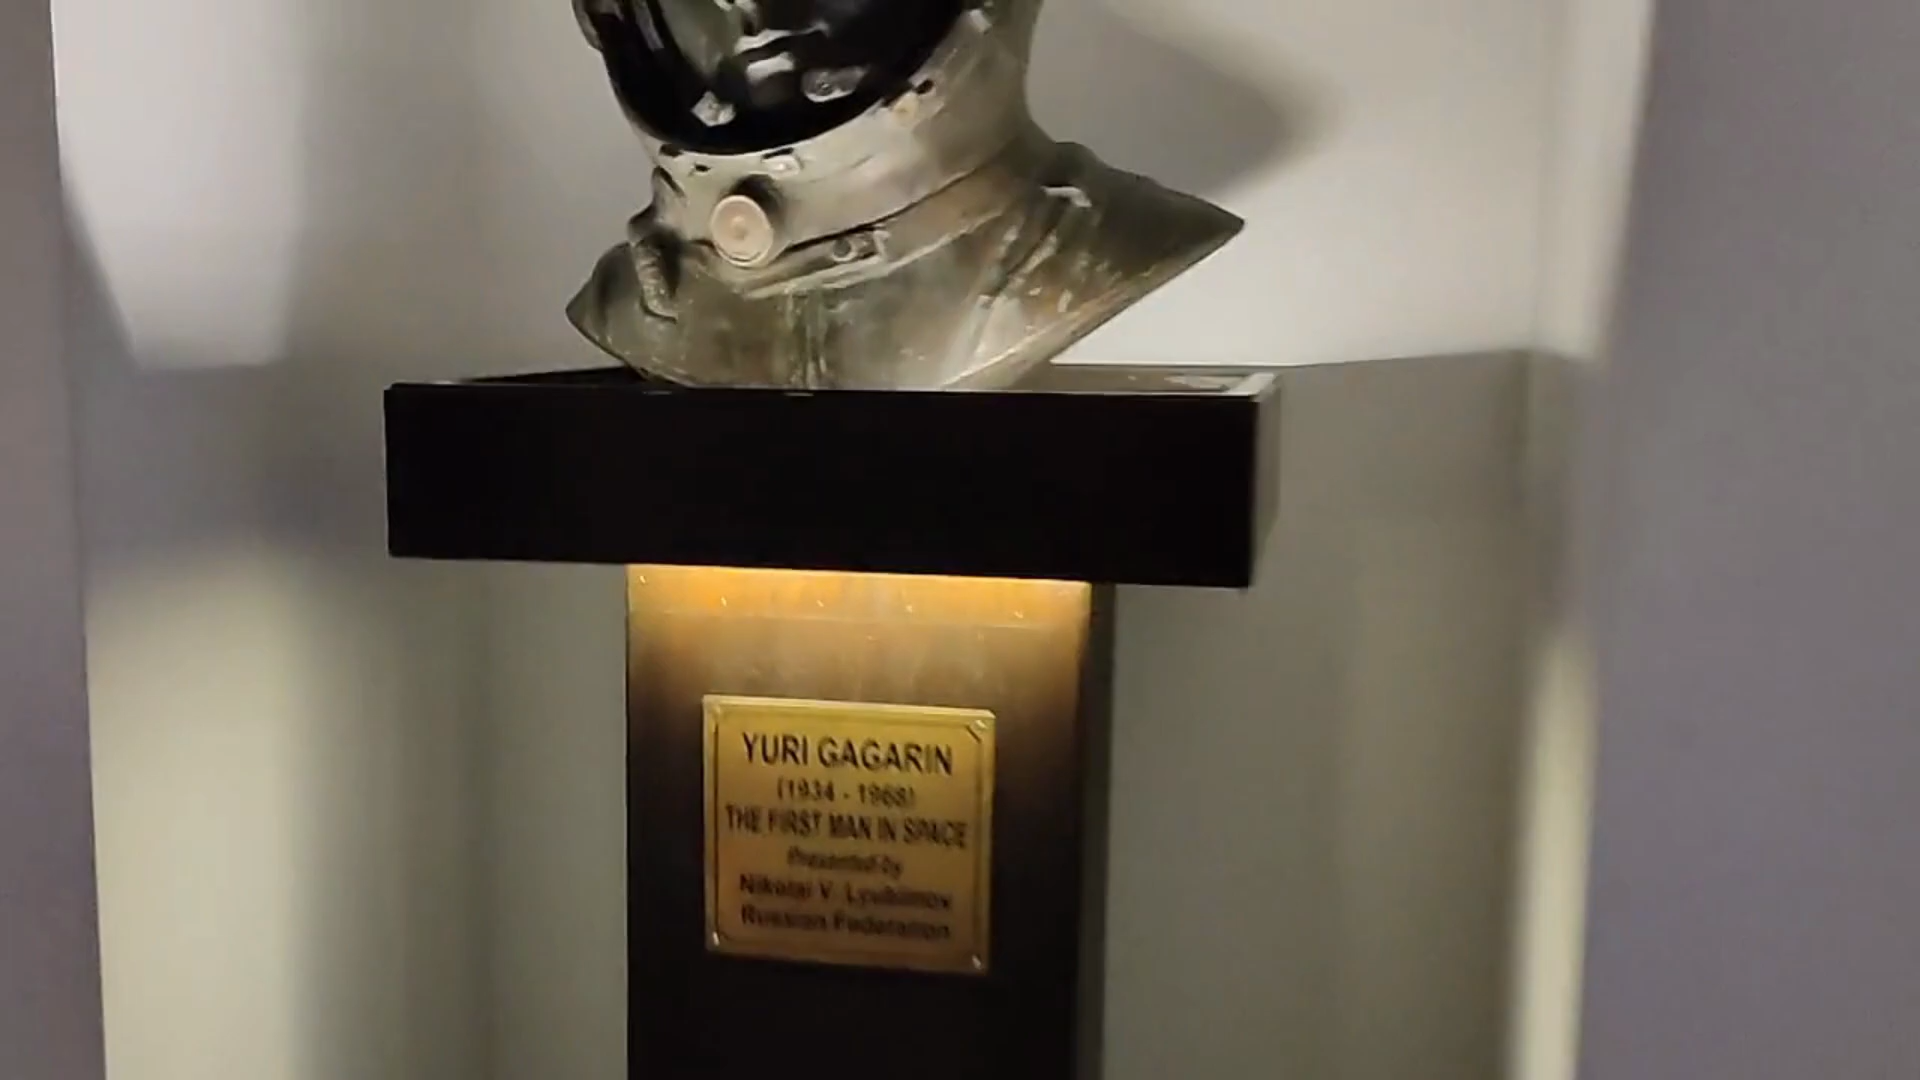 YURI GAGARIN
(1934 - 1968)
THE FIRST MAN IN SPACE
Presented by
Nikolai V. Lyubimov
Russian Federation